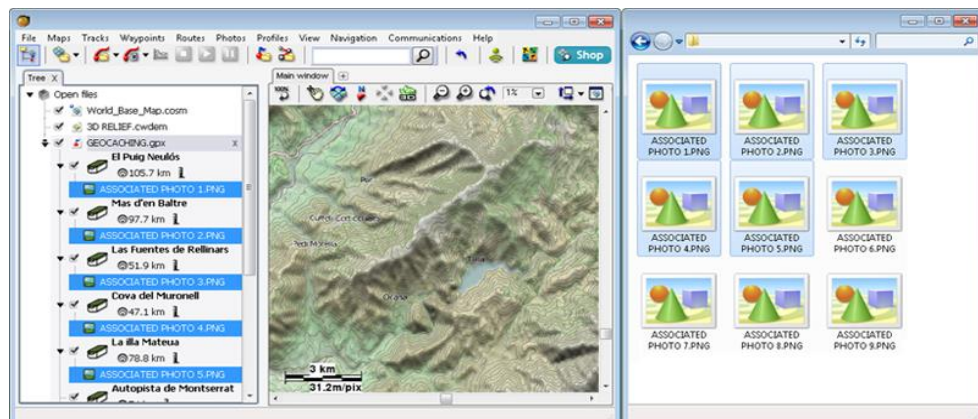 File Maps Tracks Waypoints Routes Photos Profiles View Navigation Communications Help
Shop
Tree X
Main window
100%
1%
Open files
World_Base_Map.cosm
3D RELIEF.cwdem
GEOCACHING.gpx x
El Puig Neulós
105.7 km
ASSOCIATED PHOTO 1.PNG
Mas d'en Baltre
97.7 km
ASSOCIATED PHOTO 2.PNG
Las Fuentes de Rellinars
51.9 km
ASSOCIATED PHOTO 3.PNG
Cova del Muronell
47.1 km
ASSOCIATED PHOTO 4.PNG
La illa Mateua
78.8 km
ASSOCIATED PHOTO 5.PNG
Autopista de Montserrat
3 km
31.2m/pix
ASSOCIATED
PHOTO 1.PNG
ASSOCIATED
PHOTO 2.PNG
ASSOCIATED
PHOTO 3.PNG
ASSOCIATED
PHOTO 4.PNG
ASSOCIATED
PHOTO 5.PNG
ASSOCIATED
PHOTO 6.PNG
ASSOCIATED
PHOTO 7.PNG
ASSOCIATED
PHOTO 8.PNG
ASSOCIATED
PHOTO 9.PNG